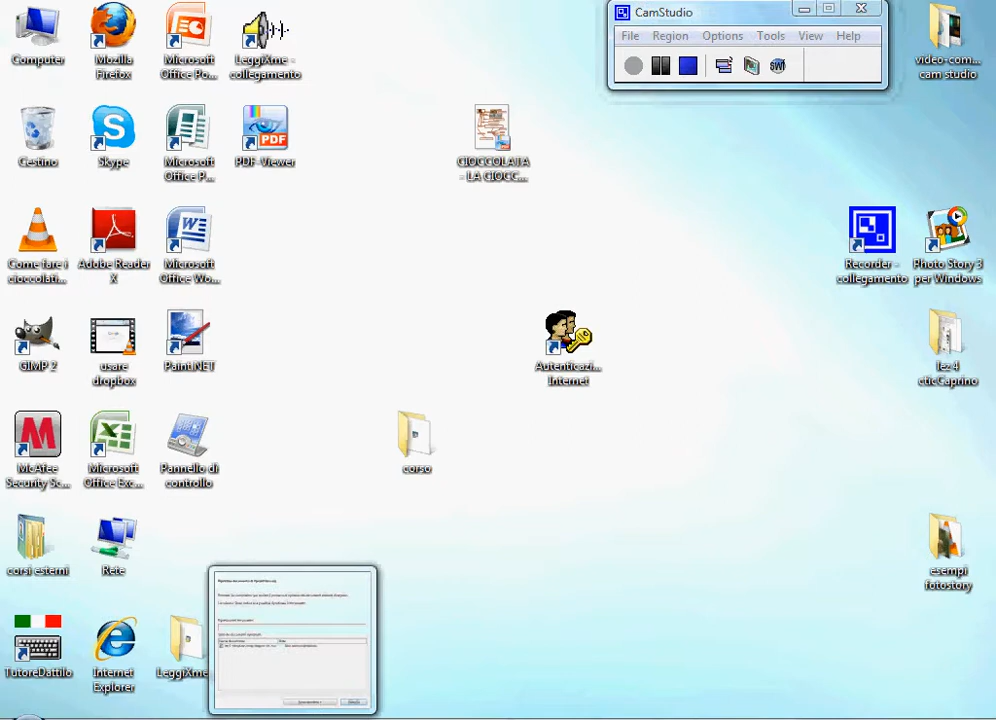 CamStudio
File Region Options Tools View Help
Computer
Mozilla
Firefox
Microsoft
Office Po...
LeggiXme -
collegamento
video-com...
cam studio
Cestino
Skype
Microsoft
Office P...
PDF-Viewer
PDF
CIOCCOLATA
- LA CIOCC...
Come fare i
cioccolati...
Adobe Reader
X
Microsoft
Office Wo...
Recorder -
collegamento
Photo Story 3
per Windows
GIMP 2
usare
dropbox
Paint.NET
Autenticazi...
Internet
lez 4
cticCaprino
McAfee
Security Sc...
Microsoft
Office Exc...
Pannello di
controllo
corso
corsi esterni
Rete
esempi
fotostory
TutoreDattilo
Internet
Explorer
LeggiXme